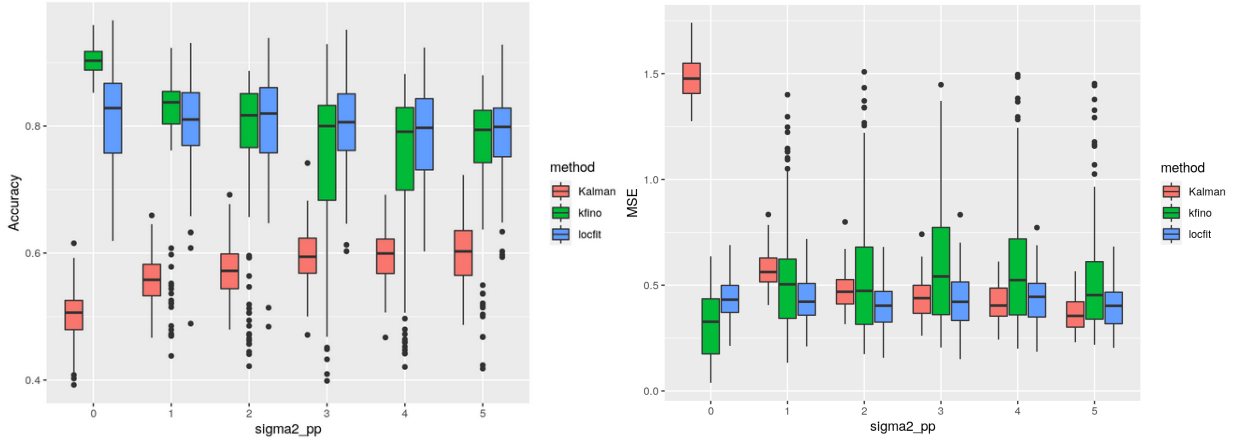 Accuracy
0.8
0.6
0.4
0 1 2 3 4 5
sigma2_pp
method
Kalman
kfino
locfit
MSE
1.5
1.0
0.5
0.0
0 1 2 3 4 5
sigma2_pp
method
Kalman
kfino
locfit